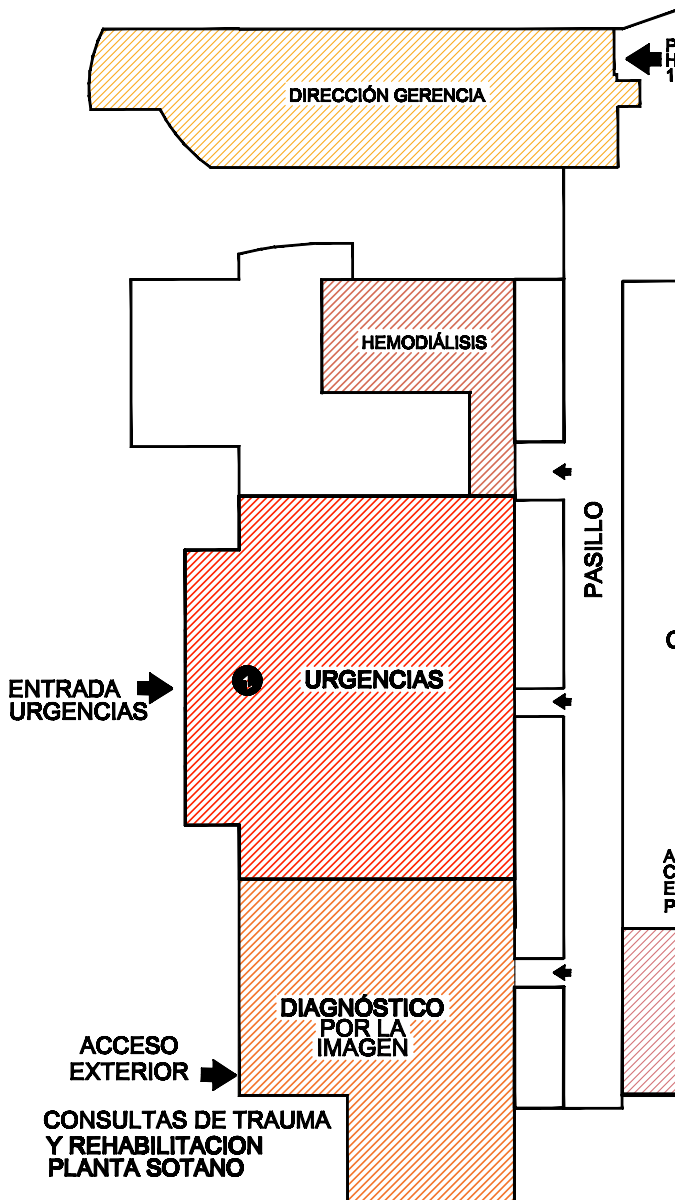 DIRECCIÓN GERENCIA
HEMODIÁLISIS
PASILLO
URGENCIAS
ENTRADA
URGENCIAS
DIAGNÓSTICO
POR LA
IMAGEN
ACCESO
EXTERIOR
CONSULTAS DE TRAUMA
Y REHABILITACION
PLANTA SOTANO